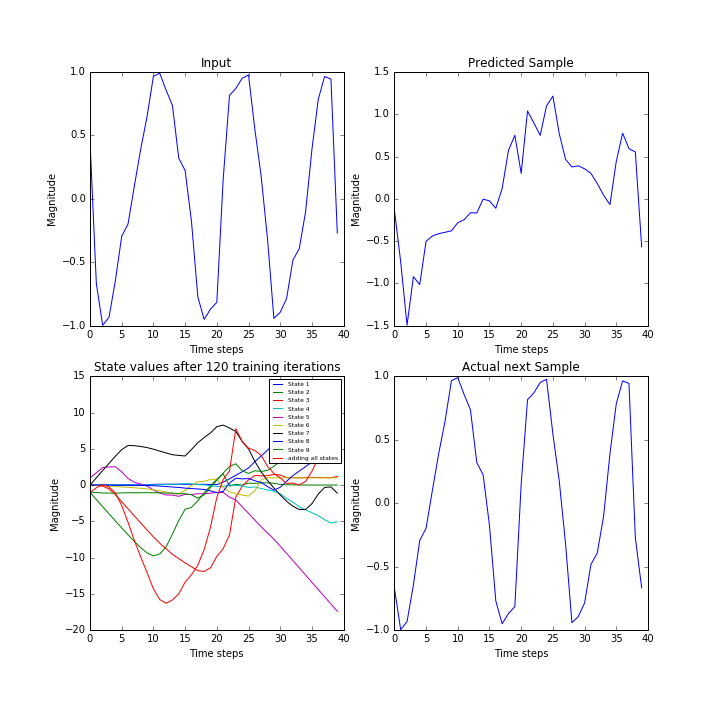 Input
Magnitude
1.0
0.5
0.0
−0.5
−1.0
0 5 10 15 20 25 30 35 40
Time steps
Predicted Sample
Magnitude
1.5
1.0
0.5
0.0
−0.5
−1.0
−1.5
0 5 10 15 20 25 30 35 40
Time steps
State values after 120 training iterations
Magnitude
15
10
5
0
−5
−10
−15
−20
0 5 10 15 20 25 30 35 40
Time steps
State 1
State 2
State 3
State 4
State 5
State 6
State 7
State 8
State 9
adding all states
Actual next Sample
Magnitude
1.0
0.5
0.0
−0.5
−1.0
0 5 10 15 20 25 30 35 40
Time steps